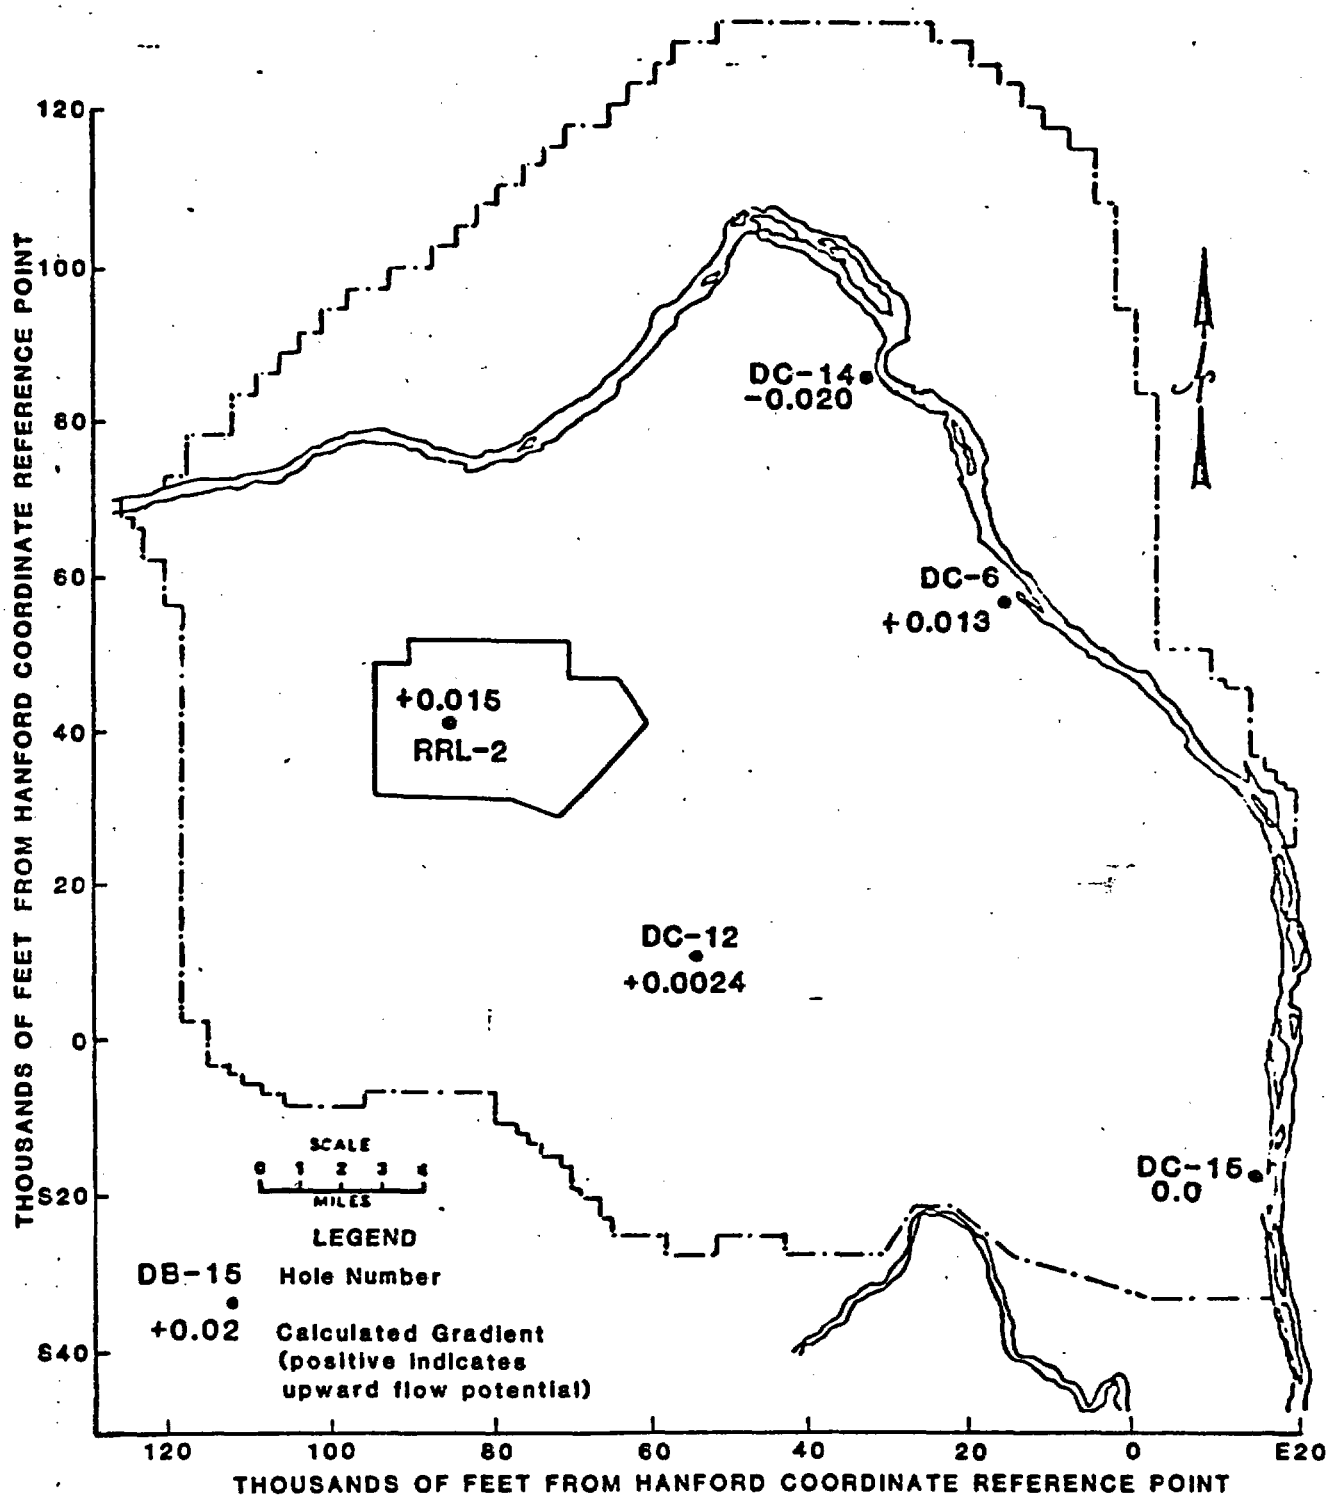 120
100
80
60
40
20
0
S20
S40
THOUSANDS OF FEET FROM HANFORD COORDINATE REFERENCE POINT
DC-14
-0.020
DC-6
+0.013
+0.015
RRL-2
DC-12
+0.0024
DC-15
0.0
SCALE
0 1 2 3 4
MILES
LEGEND
DB-15 Hole Number
+0.02 Calculated Gradient
(positive indicates
upward flow potential)
120 100 80 60 40 20 0 E20
THOUSANDS OF FEET FROM HANFORD COORDINATE REFERENCE POINT